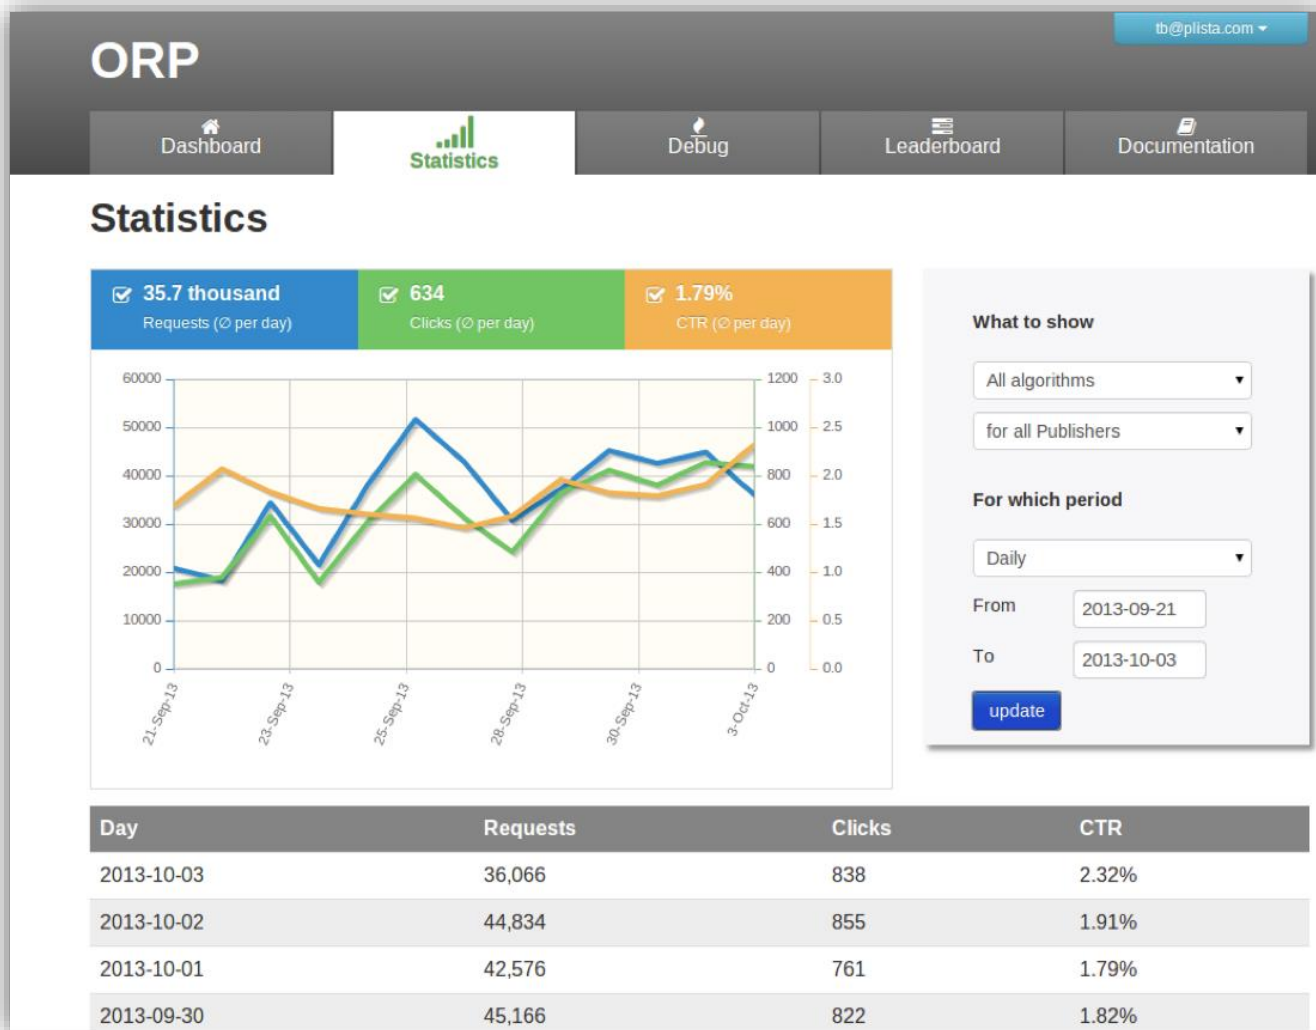 tb@plista.com
ORP
Dashboard
Statistics
Debug
Leaderboard
Documentation
Statistics
35.7 thousand
Requests (∅ per day)
634
Clicks (∅ per day)
1.79%
CTR (∅ per day)
60000
50000
40000
30000
20000
10000
0
1200
1000
800
600
400
200
0
3.0
2.5
2.0
1.5
1.0
0.5
0.0
21-Sep-13
23-Sep-13
25-Sep-13
28-Sep-13
30-Sep-13
3-Oct-13
What to show
All algorithms
for all Publishers
For which period
Daily
From 2013-09-21
To 2013-10-03
update
Day Requests Clicks CTR
2013-10-03 36,066 838 2.32%
2013-10-02 44,834 855 1.91%
2013-10-01 42,576 761 1.79%
2013-09-30 45,166 822 1.82%